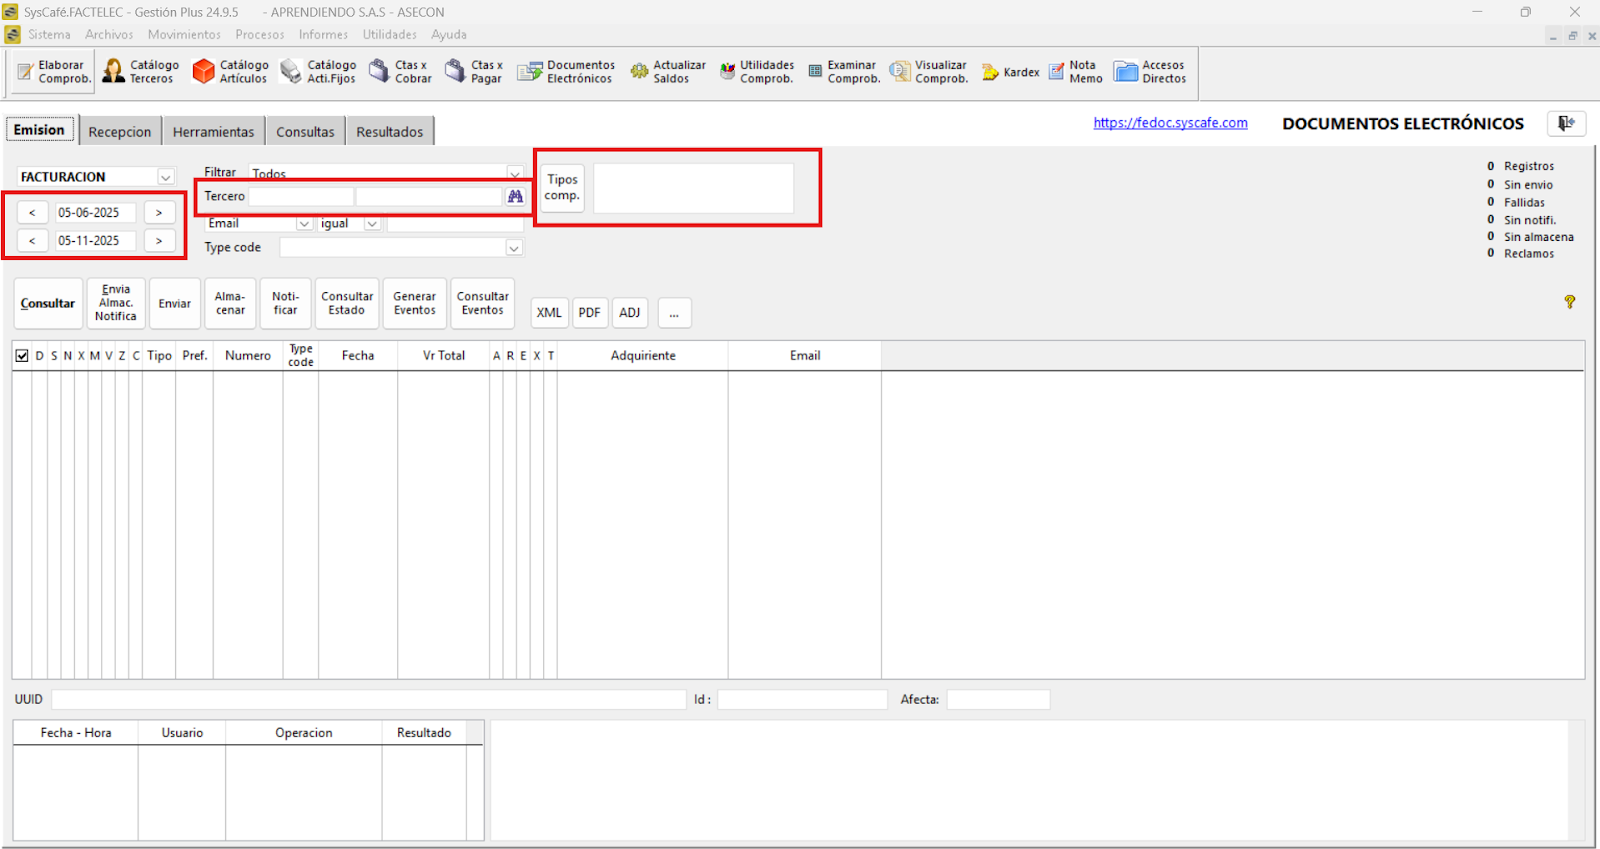 SysCafé.FACTELEC - Gestión Plus 24.9.5 - APRENDIENDO S.A.S - ASECON
Sistema Archivos Movimientos Procesos Informes Utilidades Ayuda
Elaborar Comprob.
Catálogo Terceros
Catálogo Artículos
Catálogo Acti.Fijos
Ctas x Cobrar
Ctas x Pagar
Documentos Electrónicos
Actualizar Saldos
Utilidades Comprob.
Examinar Comprob.
Visualizar Comprob.
Kardex
Nota Memo
Accesos Directos
Emision Recepcion Herramientas Consultas Resultados
https://fedoc.syscafe.com DOCUMENTOS ELECTRÓNICOS
FACTURACION
< 05-06-2025 >
< 05-11-2025 >
Filtrar Todos
Tercero
Email igual
Type code
Tipos
comp.
0 Registros
0 Sin envio
0 Fallidas
0 Sin notifi.
0 Sin almacena
0 Reclamos
Consultar
Envia
Almac.
Notifica
Enviar
Alma-
cenar
Noti-
ficar
Consultar
Estado
Generar
Eventos
Consultar
Eventos
XML PDF ADJ ...
?
D S N X M V Z C Tipo Pref. Numero Type code Fecha Vr Total A R E X T Adquiriente Email
UUID Id : Afecta:
Fecha - Hora Usuario Operacion Resultado